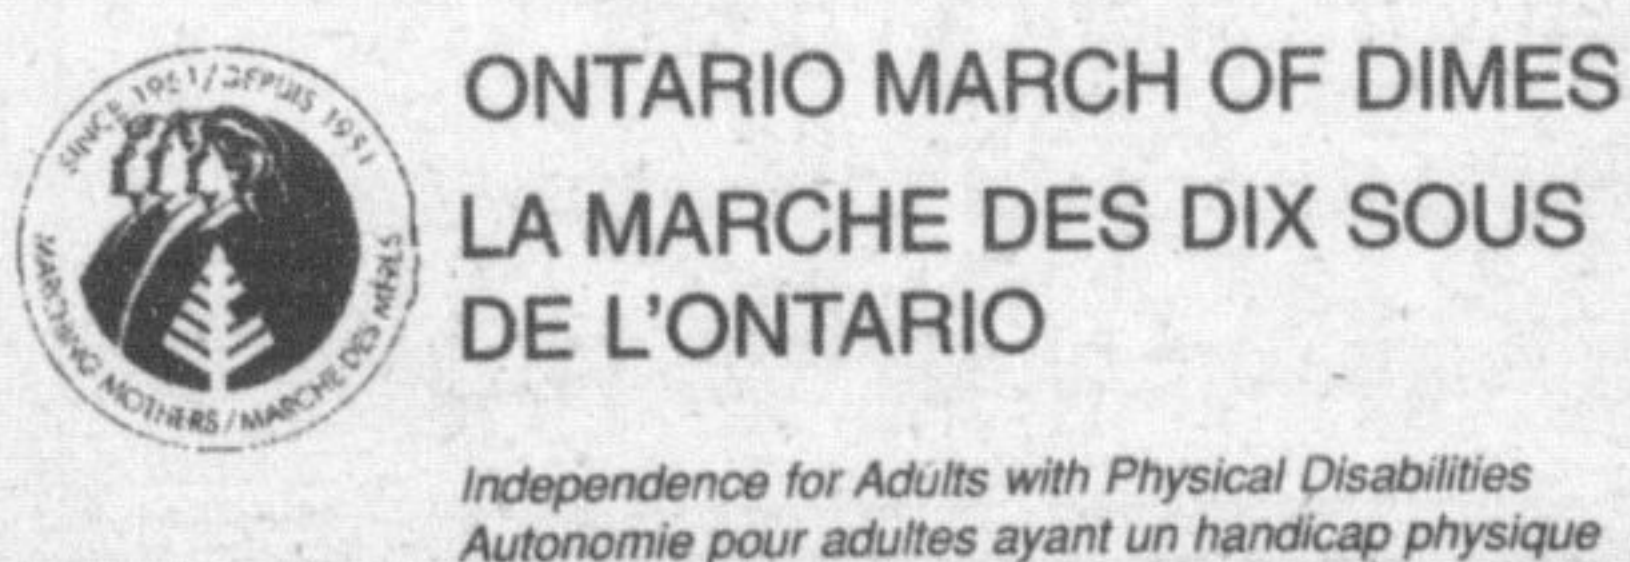 SINCE 1951/DEPUIS 1951
MARCHING MOTHERS/MARCHE DES MÈRES
ONTARIO MARCH OF DIMES
LA MARCHE DES DIX SOUS
DE L'ONTARIO
Independence for Adults with Physical Disabilities
Autonomie pour adultes ayant un handicap physique